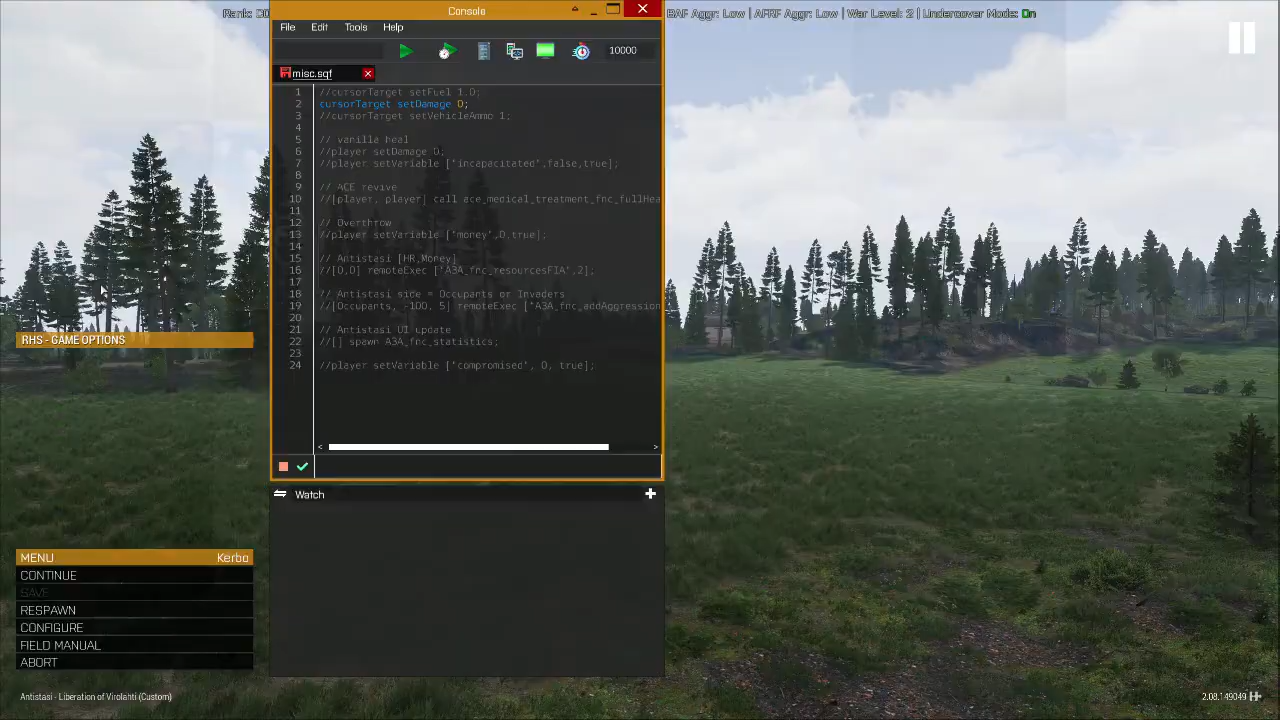 Console
BAF Aggr: Low | AFRF Aggr: Low | War Level: 2 | Undercover Mode: On
File Edit Tools Help
10000
misc.sqf
1 //cursorTarget setFuel 1.0;
2 cursorTarget setDamage 0;
3 //cursorTarget setVehicleAmmo 1;
4
5 // vanilla heal
6 //player setDamage 0;
7 //player setVariable ["incapacitated",false,true];
8
9 // ACE revive
10 //[player, player] call ace_medical_treatment_fnc_fullHea
11
12 // Overthrow
13 //player setVariable ["money",0,true];
14
15 // Antistasi [HR,Money]
16 //[0,0] remoteExec ["A3A_fnc_resourcesFIA",2];
17
18 // Antistasi side = Occupants or Invaders
19 //[Occupants, -100, 5] remoteExec ["A3A_fnc_addAggression
20
21 // Antistasi UI update
22 //[] spawn A3A_fnc_statistics;
23
24 //player setVariable ["compromised", 0, true];
Watch
RHS - GAME OPTIONS
MENU Kerbo
CONTINUE
SAVE
RESPAWN
CONFIGURE
FIELD MANUAL
ABORT
Antistasi - Liberation of Virolahti (Custom)
2.08.149049